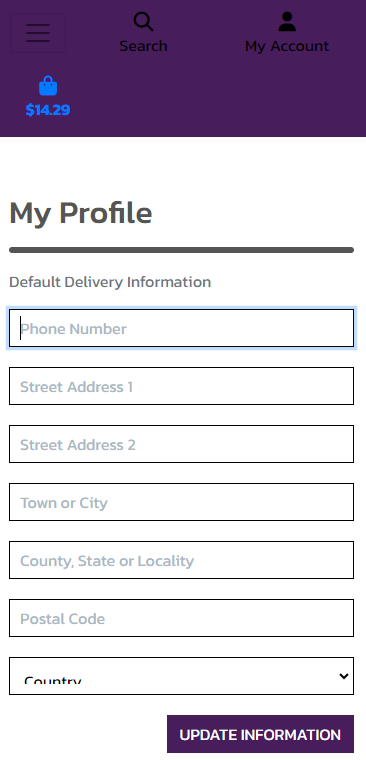 Search
My Account
$14.29
My Profile
Default Delivery Information
Phone Number
Street Address 1
Street Address 2
Town or City
County, State or Locality
Postal Code
Country
UPDATE INFORMATION